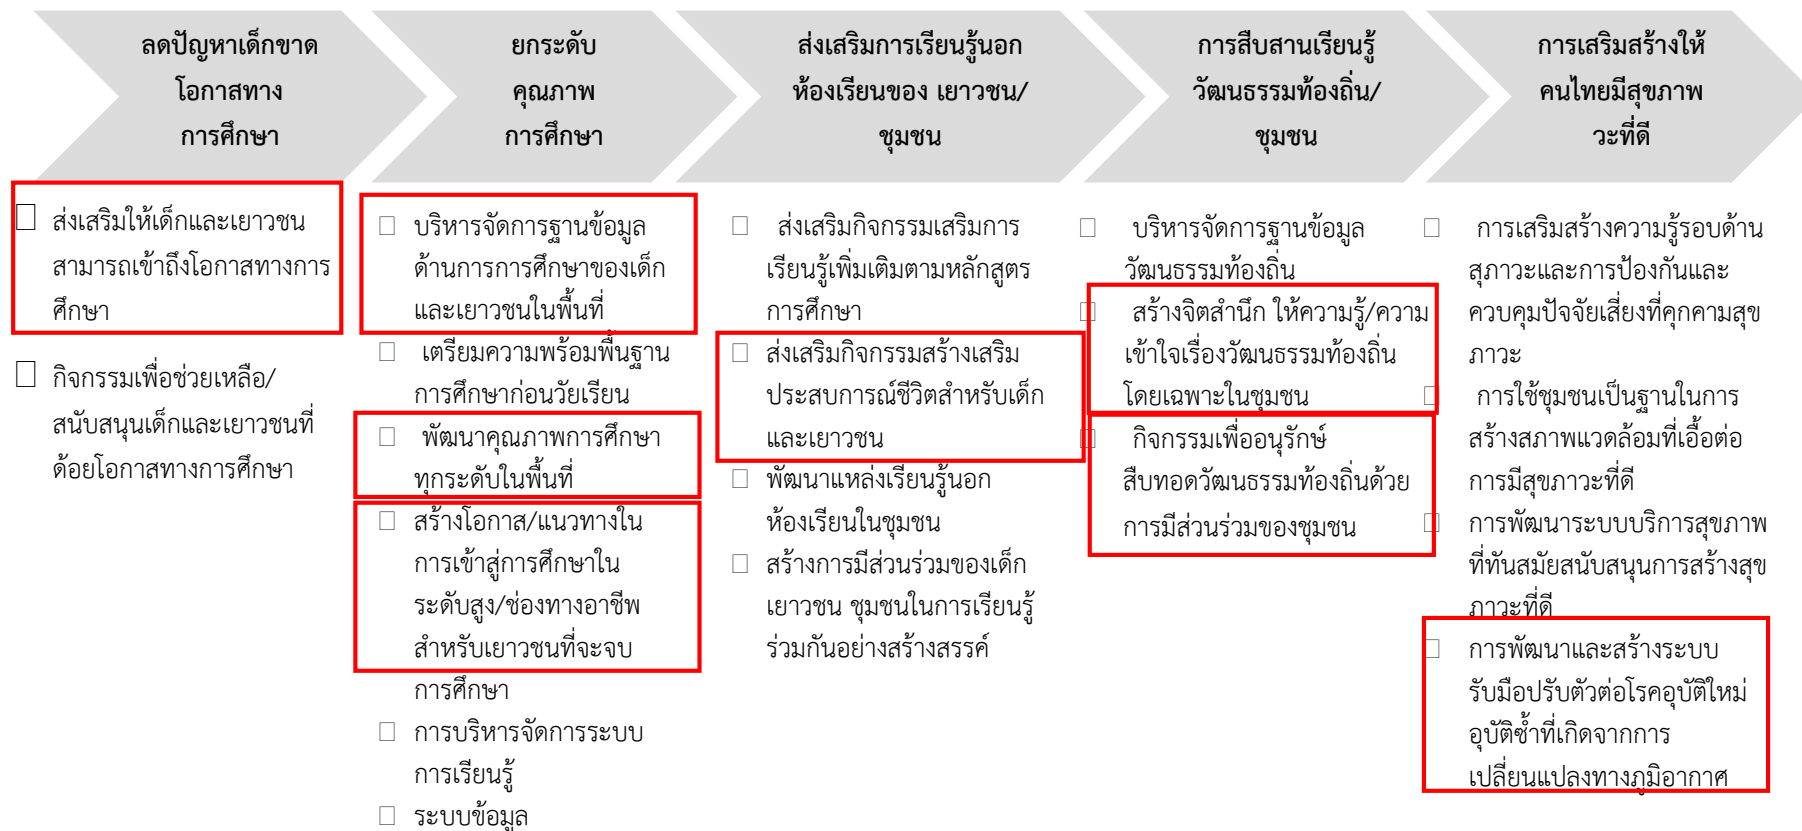 ลดปัญหาเด็กขาด
โอกาสทาง
การศึกษา
ยกระดับ
คุณภาพ
การศึกษา
ส่งเสริมการเรียนรู้นอก
ห้องเรียนของ เยาวชน/
ชุมชน
การสืบสานเรียนรู้
วัฒนธรรมท้องถิ่น/
ชุมชน
การเสริมสร้างให้
คนไทยมีสุขภาพ
วะที่ดี
ส่งเสริมให้เด็กและเยาวชน
สามารถเข้าถึงโอกาสทางการ
ศึกษา
กิจกรรมเพื่อช่วยเหลือ/
สนับสนุนเด็กและเยาวชนที่
ด้อยโอกาสทางการศึกษา
บริหารจัดการฐานข้อมูล
ด้านการการศึกษาของเด็ก
และเยาวชนในพื้นที่
เตรียมความพร้อมพื้นฐาน
การศึกษาก่อนวัยเรียน
พัฒนาคุณภาพการศึกษา
ทุกระดับในพื้นที่
สร้างโอกาส/แนวทางใน
การเข้าสู่การศึกษาใน
ระดับสูง/ช่องทางอาชีพ
สำหรับเยาวชนที่จะจบ
การศึกษา
การบริหารจัดการระบบ
การเรียนรู้
ระบบข้อมูล
ส่งเสริมกิจกรรมเสริมการ
เรียนรู้เพิ่มเติมตามหลักสูตร
การศึกษา
ส่งเสริมกิจกรรมสร้างเสริม
ประสบการณ์ชีวิตสำหรับเด็ก
และเยาวชน
พัฒนาแหล่งเรียนรู้นอก
ห้องเรียนในชุมชน
สร้างการมีส่วนร่วมของเด็ก
เยาวชน ชุมชนในการเรียนรู้
ร่วมกันอย่างสร้างสรรค์
บริหารจัดการฐานข้อมูล
วัฒนธรรมท้องถิ่น
สร้างจิตสำนึก ให้ความรู้/ความ
เข้าใจเรื่องวัฒนธรรมท้องถิ่น
โดยเฉพาะในชุมชน
กิจกรรมเพื่ออนุรักษ์
สืบทอดวัฒนธรรมท้องถิ่นด้วย
การมีส่วนร่วมของชุมชน
การเสริมสร้างความรู้รอบด้าน
สุภาวะและการป้องกันและ
ควบคุมปัจจัยเสี่ยงที่คุกคามสุข
ภาวะ
การใช้ชุมชนเป็นฐานในการ
สร้างสภาพแวดล้อมที่เอื้อต่อ
การมีสุขภาวะที่ดี
การพัฒนาระบบบริการสุขภาพ
ที่ทันสมัยสนับสนุนการสร้างสุข
ภาวะที่ดี
การพัฒนาและสร้างระบบ
รับมือปรับตัวต่อโรคอุบัติใหม่
อุบัติซ้ำที่เกิดจากการ
เปลี่ยนแปลงทางภูมิอากาศ